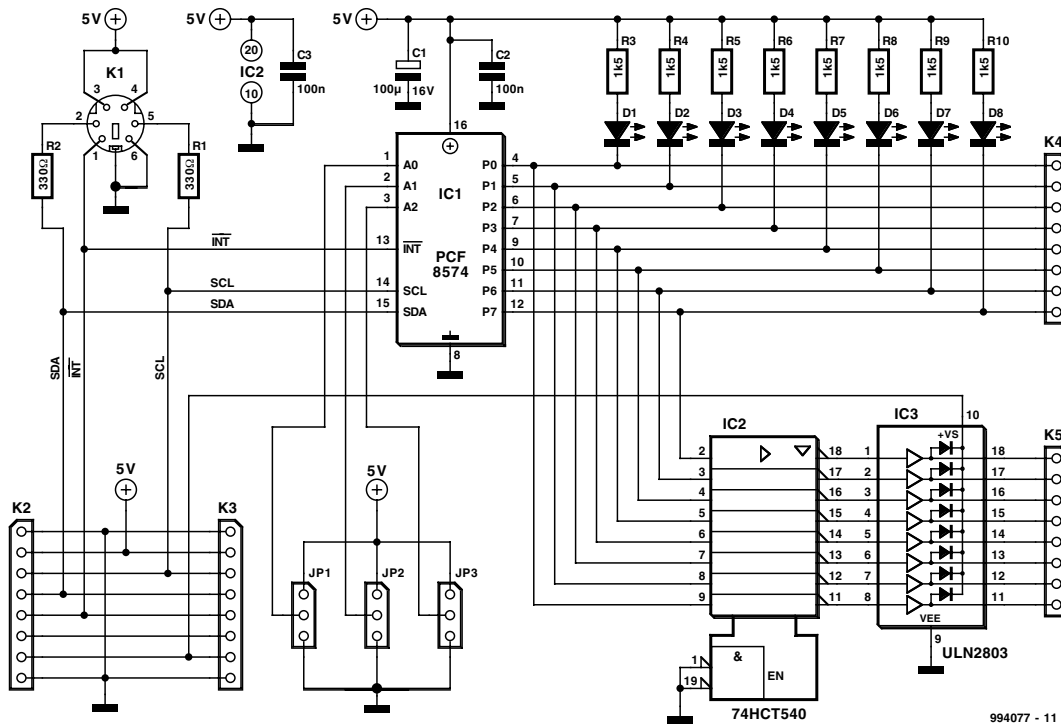 5V
5V
5V
K1
3
4
2
5
1
6
R2
330Ω
R1
330Ω
20
IC2
10
C3
100n
C1
100µ
16V
C2
100n
R3
R4
R5
R6
R7
R8
R9
R10
1k5
1k5
1k5
1k5
1k5
1k5
1k5
1k5
D1
D2
D3
D4
D5
D6
D7
D8
K4
16
IC1
PCF
8574
1
A0
2
A1
3
A2
13
INT
14
SCL
15
SDA
P0
4
P1
5
P2
6
P3
7
P4
9
P5
10
P6
11
P7
12
8
INT
SCL
SDA
SDA
INT
SCL
5V
K2
K3
5V
JP1
JP2
JP3
IC2
2
3
4
5
6
7
8
9
18
17
16
15
14
13
12
11
1
19
&
EN
74HCT540
IC3
10
+VS
1
2
3
4
5
6
7
8
18
17
16
15
14
13
12
11
VEE
9
ULN2803
K5
994077 - 11